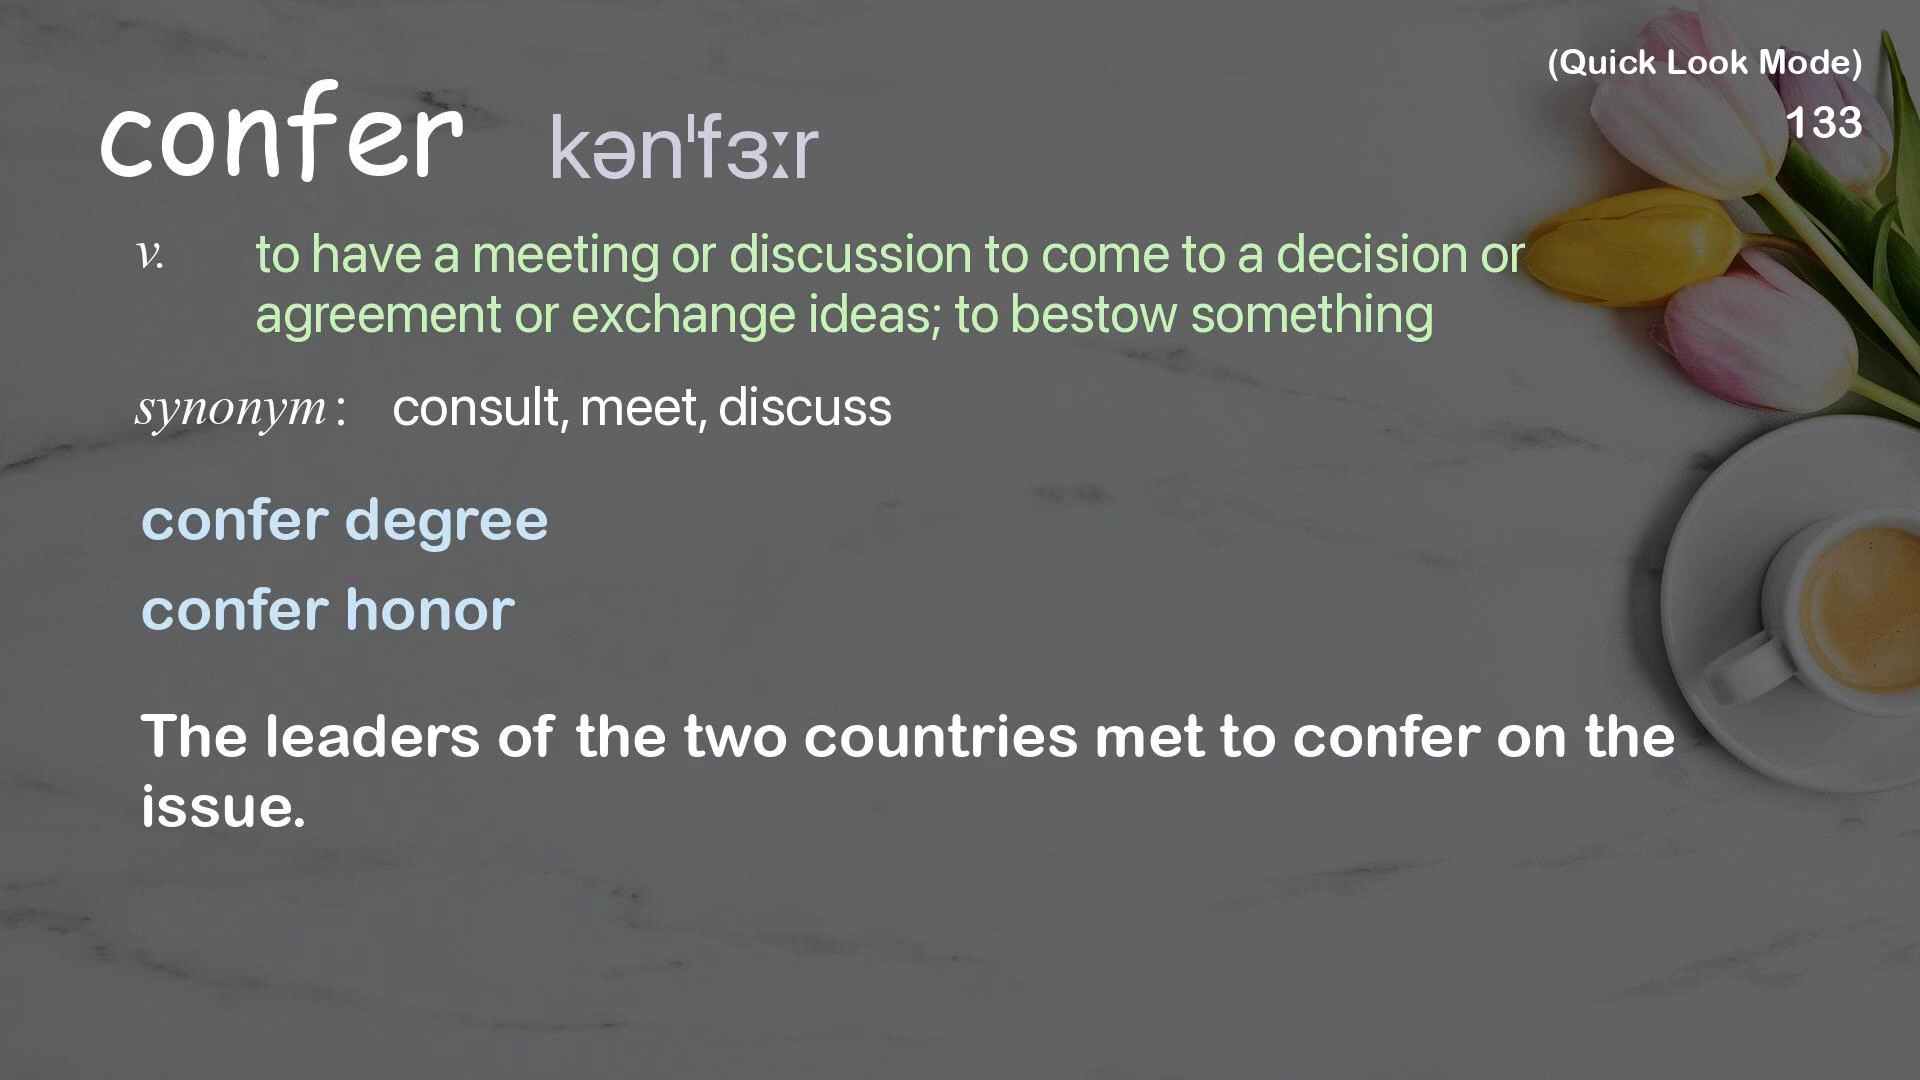 (Quick Look Mode)
133
confer kənˈfɜːr
v. to have a meeting or discussion to come to a decision or
agreement or exchange ideas; to bestow something
synonym: consult, meet, discuss
confer degree
confer honor
The leaders of the two countries met to confer on the
issue.